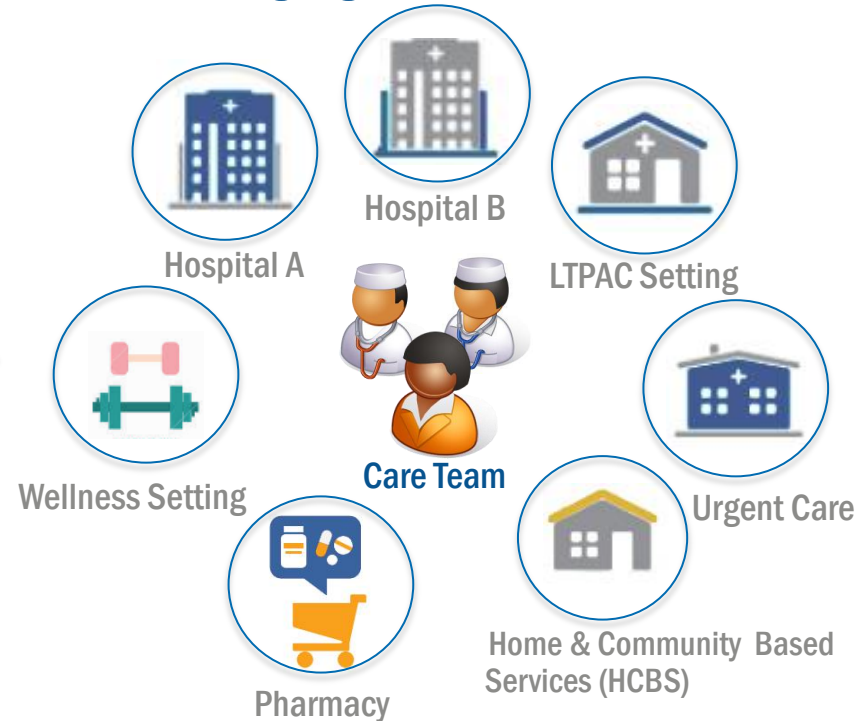 Hospital B
Hospital A
LTPAC Setting
Care Team
Wellness Setting
Urgent Care
Home & Community Based
Services (HCBS)
Pharmacy